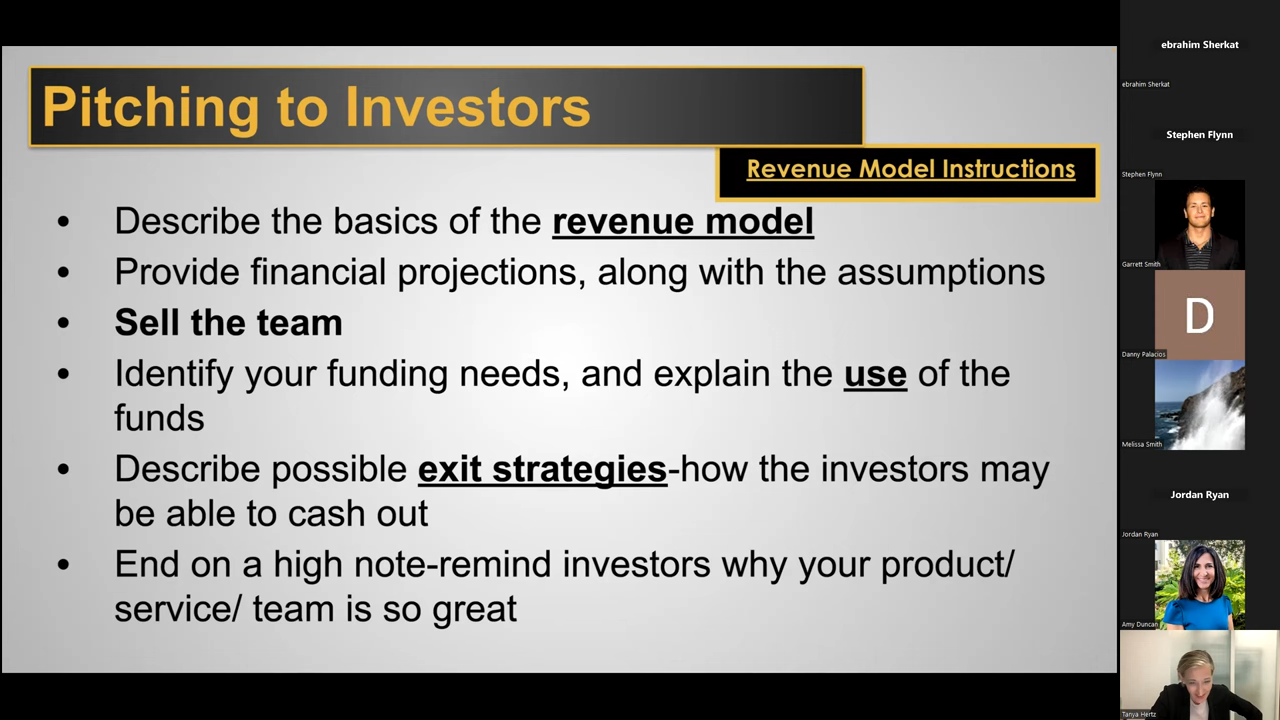 Pitching to Investors
Revenue Model Instructions
• Describe the basics of the revenue model
• Provide financial projections, along with the assumptions
• Sell the team
• Identify your funding needs, and explain the use of the
funds
• Describe possible exit strategies-how the investors may
be able to cash out
• End on a high note-remind investors why your product/
service/ team is so great
ebrahim Sherkat
ebrahim Sherkat
Stephen Flynn
Stephen Flynn
Garrett Smith
D
Danny Palacios
Melissa Smith
Jordan Ryan
Jordan Ryan
Amy Duncan
Tanya Hertz